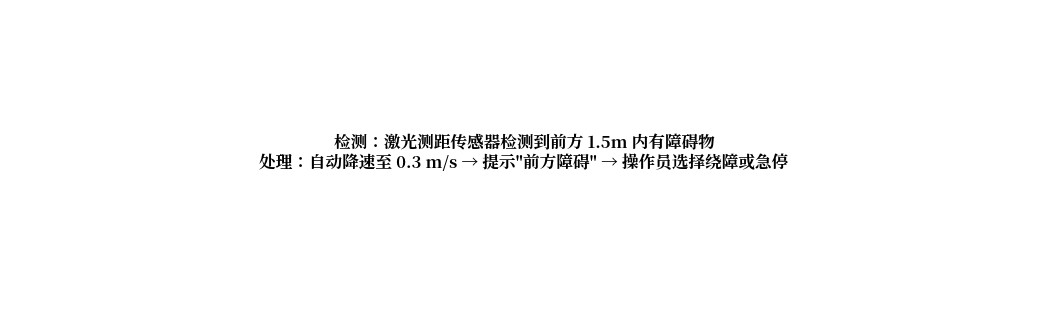 检测：激光测距传感器检测到前方 1.5m 内有障碍物
处理：自动降速至 0.3 m/s → 提示"前方障碍" → 操作员选择绕障或急停